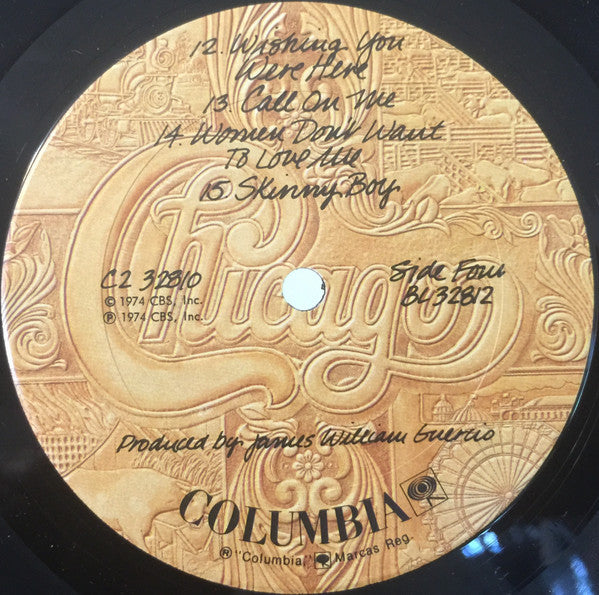 12. Wishing You
Were Here
13. Call On Me
14. Women Don't Want
To Love Me
15 Skinny Boy
Chicago
C2 32810
© 1974 CBS, Inc.
℗ 1974 CBS, Inc.
Side Four
BL 32812
Produced by James William Guercio
COLUMBIA
® "Columbia," Marcas Reg.